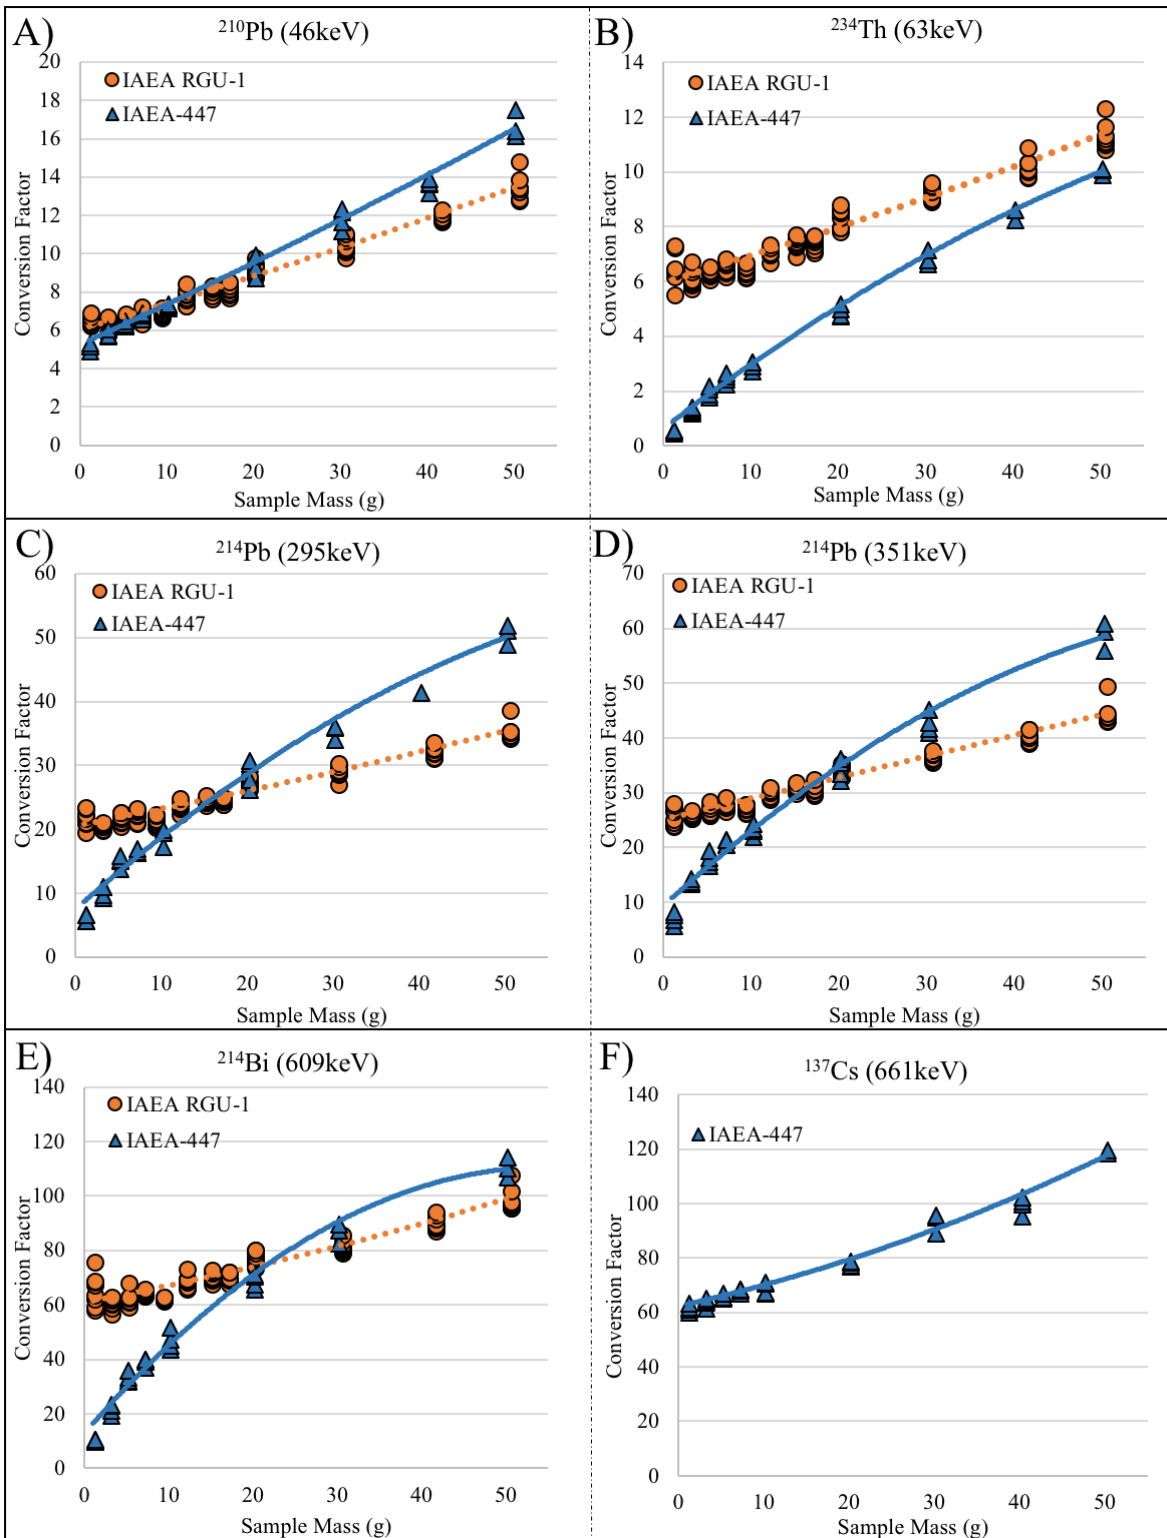 A)
²¹⁰Pb (46keV)
20
18
16
14
12
10
8
6
4
2
0
Conversion Factor
IAEA RGU-1
IAEA-447
0 10 20 30 40 50
Sample Mass (g)
B)
²³⁴Th (63keV)
14
12
10
8
6
4
2
0
Conversion Factor
IAEA RGU-1
IAEA-447
0 10 20 30 40 50
Sample Mass (g)
C)
²¹⁴Pb (295keV)
60
50
40
30
20
10
0
Conversion Factor
IAEA RGU-1
IAEA-447
0 10 20 30 40 50
Sample Mass (g)
D)
²¹⁴Pb (351keV)
70
60
50
40
30
20
10
0
Conversion Factor
IAEA RGU-1
IAEA-447
0 10 20 30 40 50
Sample Mass (g)
E)
²¹⁴Bi (609keV)
140
120
100
80
60
40
20
0
Conversion Factor
IAEA RGU-1
IAEA-447
0 10 20 30 40 50
Sample Mass (g)
F)
¹³⁷Cs (661keV)
140
120
100
80
60
40
20
0
Conversion Factor
IAEA-447
0 10 20 30 40 50
Sample Mass (g)